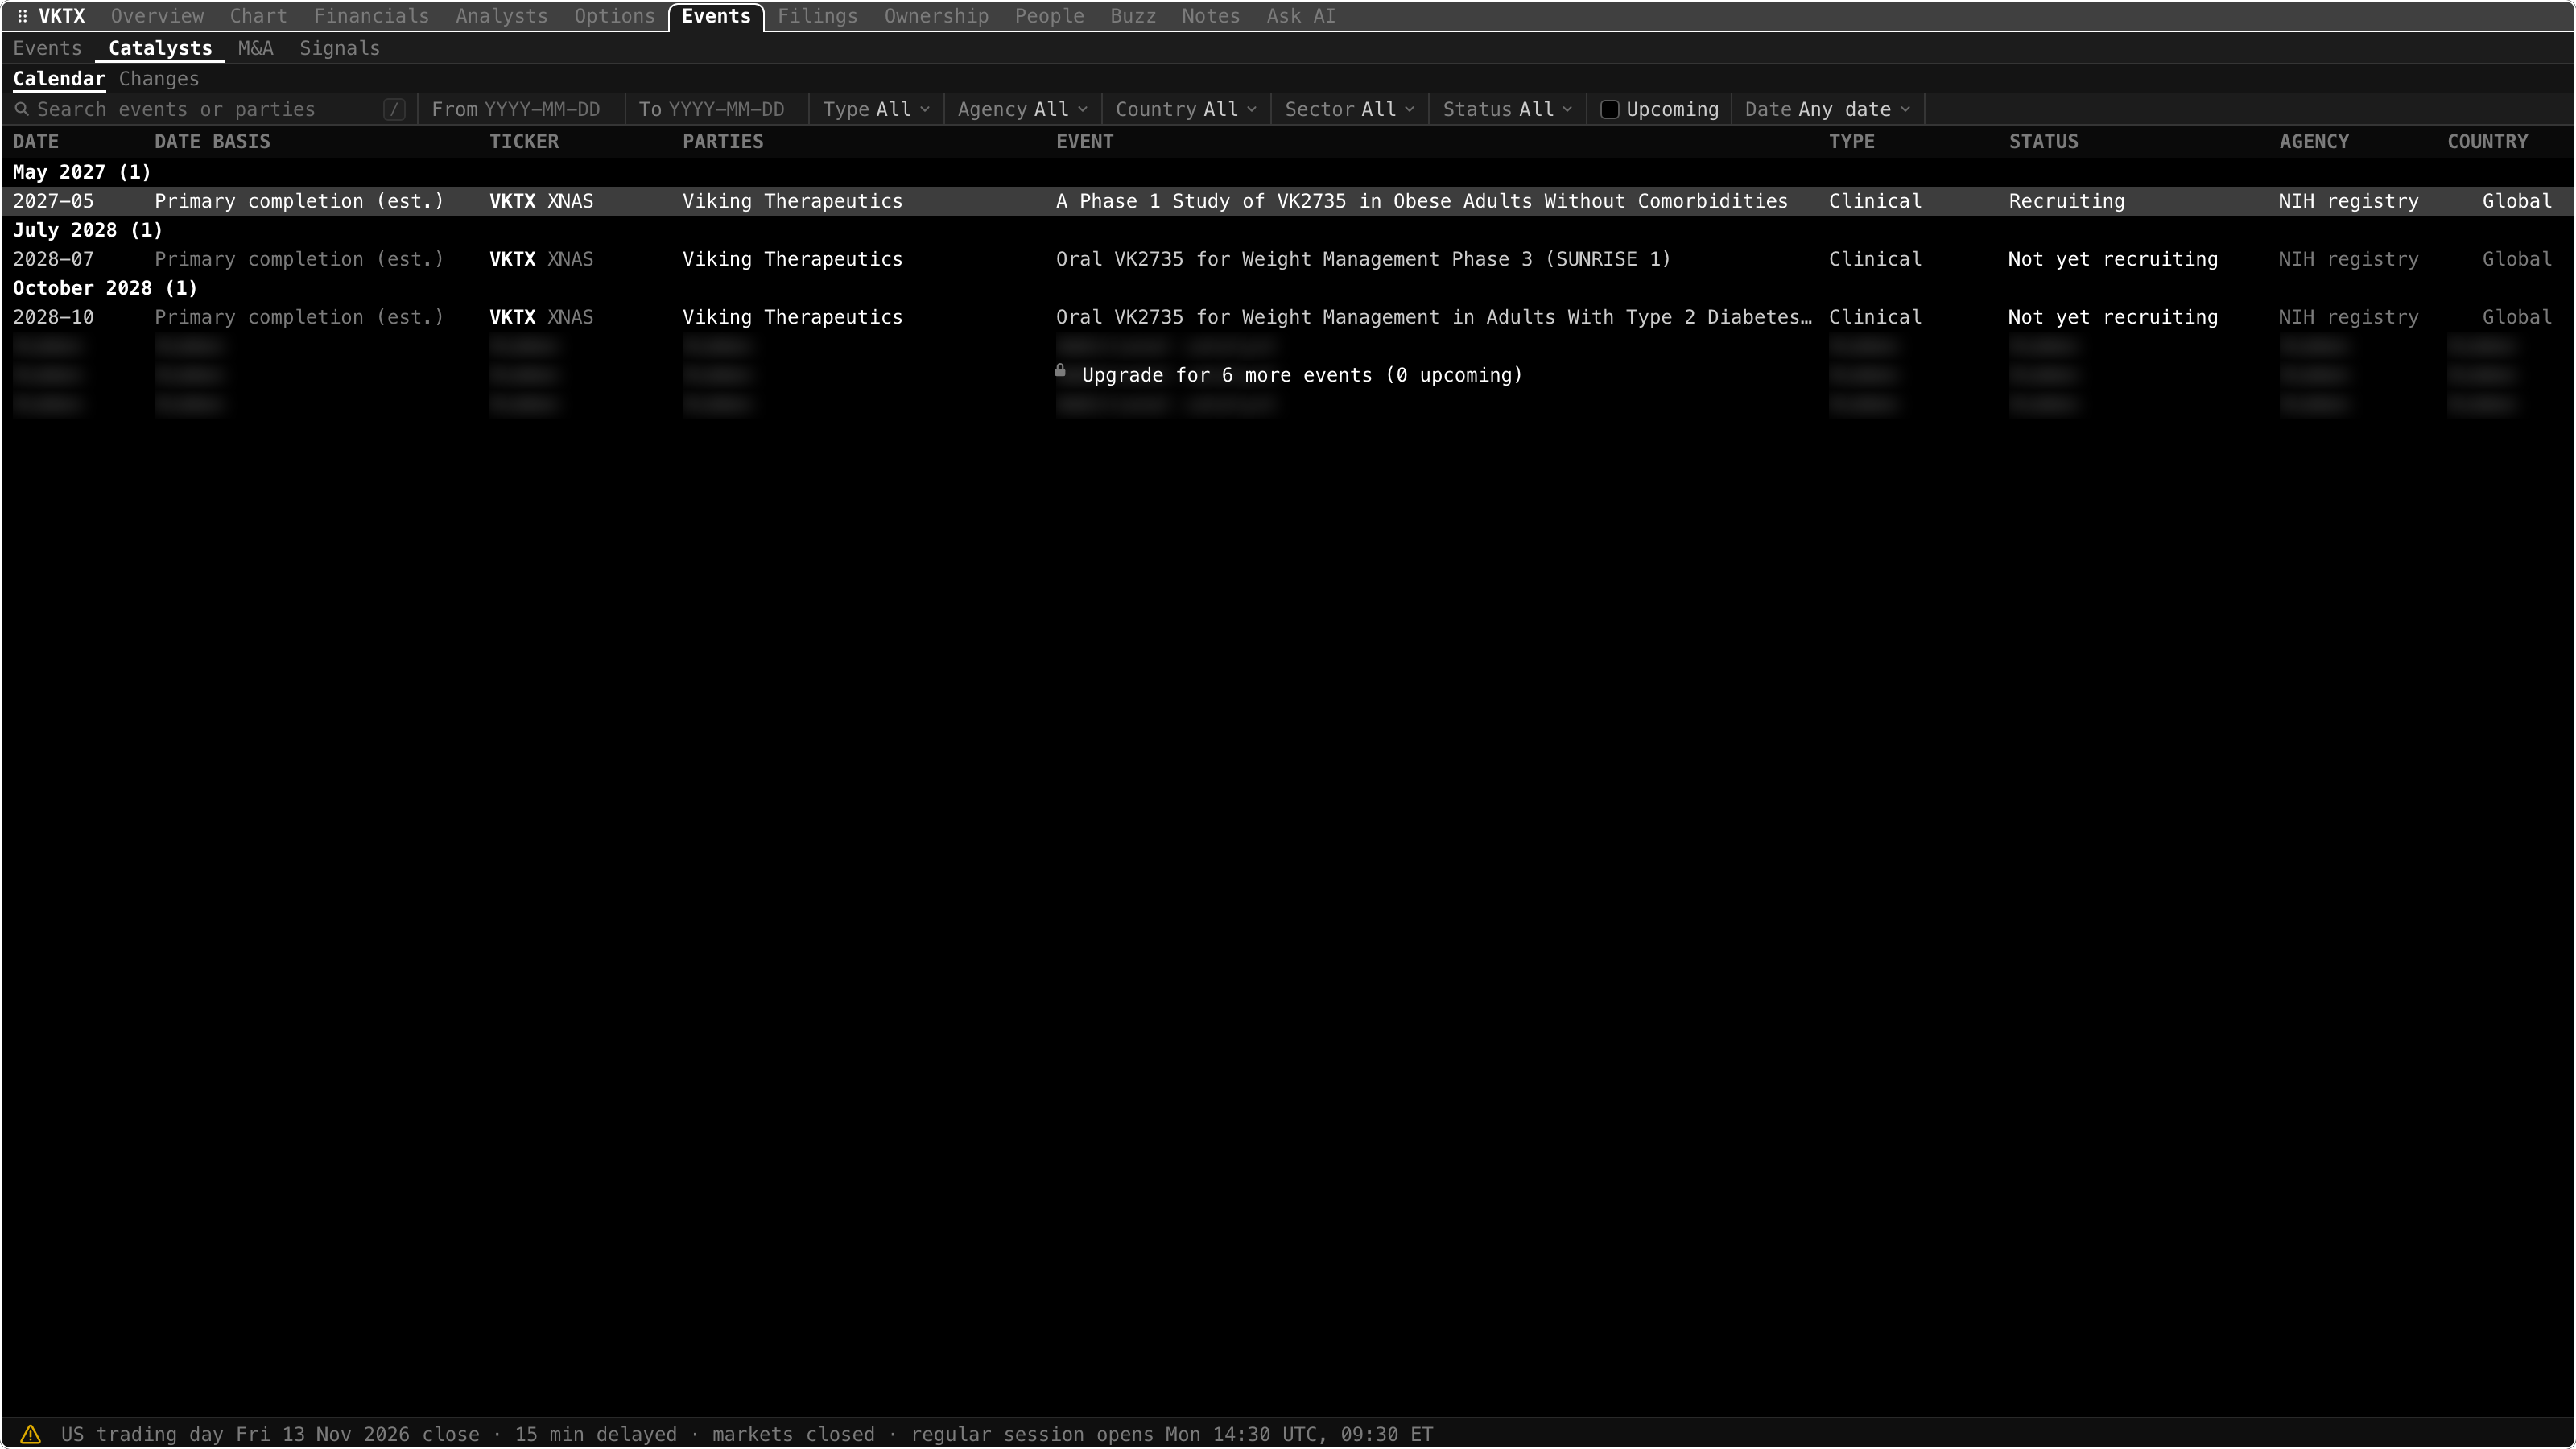 VKTX Overview Chart Financials Analysts Options Events Filings Ownership People Buzz Notes Ask AI
Events Catalysts M&A Signals
Calendar Changes
Search events or parties / From YYYY-MM-DD To YYYY-MM-DD Type All Agency All Country All Sector All Status All Upcoming Date Any date
DATE DATE BASIS TICKER PARTIES EVENT TYPE STATUS AGENCY COUNTRY
May 2027 (1)
2027-05 Primary completion (est.) VKTX XNAS Viking Therapeutics A Phase 1 Study of VK2735 in Obese Adults Without Comorbidities Clinical Recruiting NIH registry Global
July 2028 (1)
2028-07 Primary completion (est.) VKTX XNAS Viking Therapeutics Oral VK2735 for Weight Management Phase 3 (SUNRISE 1) Clinical Not yet recruiting NIH registry Global
October 2028 (1)
2028-10 Primary completion (est.) VKTX XNAS Viking Therapeutics Oral VK2735 for Weight Management in Adults With Type 2 Diabetes… Clinical Not yet recruiting NIH registry Global
Upgrade for 6 more events (0 upcoming)
US trading day Fri 13 Nov 2026 close · 15 min delayed · markets closed · regular session opens Mon 14:30 UTC, 09:30 ET